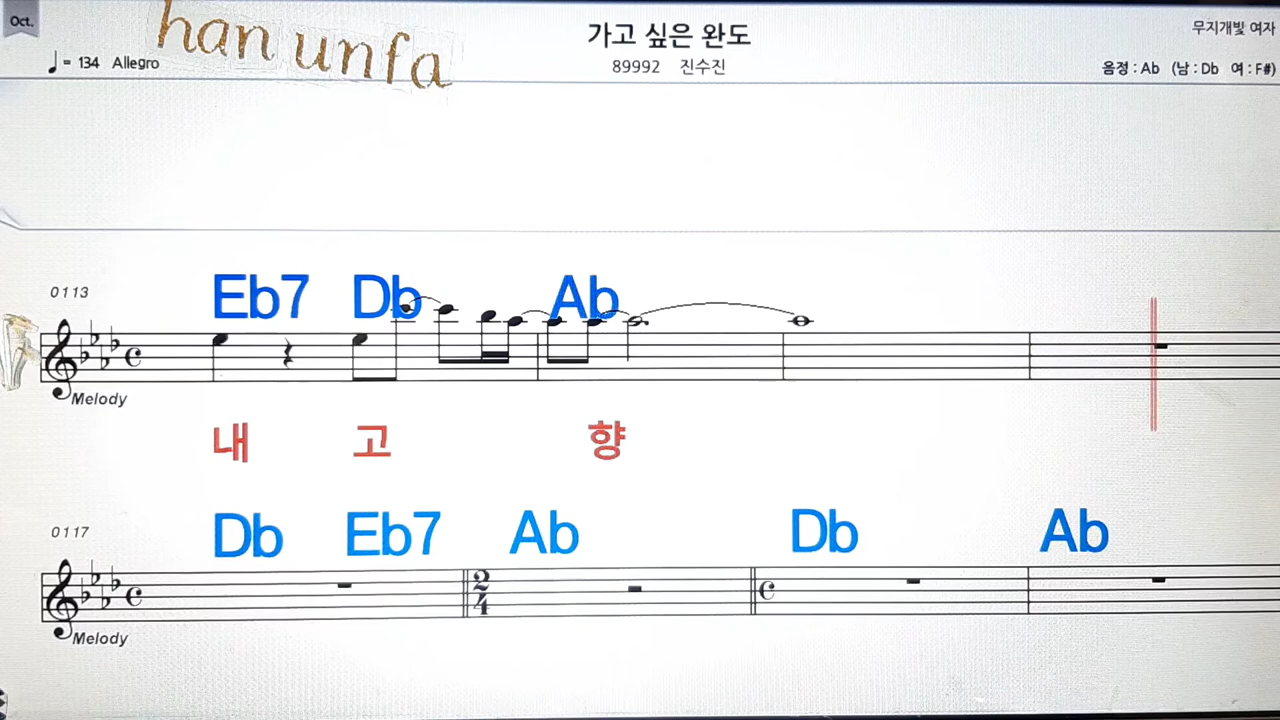 Oct.
han unfa
가고 싶은 완도
무지개빛 여자
♩= 134 Allegro
89992 진수진
음정 : Ab (남 : Db 여 : F#)
0113
Eb7 Db Ab
Melody
내 고 향
0117
Db Eb7 Ab Db Ab
2
4
Melody